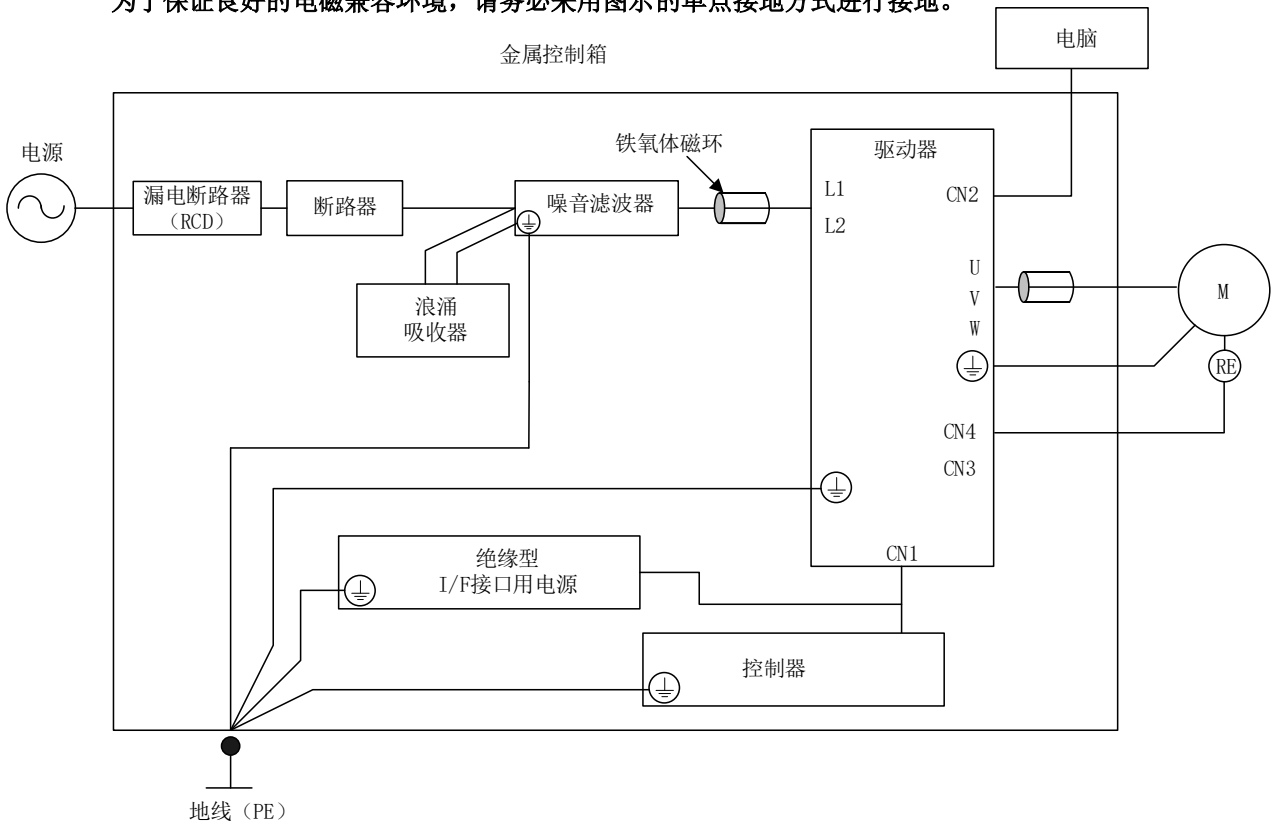 为了保证良好的电磁兼容环境，请务必采用图示的单点接地方式进行接地。
电脑
金属控制箱
电源
铁氧体磁环
驱动器
漏电断路器
（RCD）
断路器
噪音滤波器
L1
CN2
L2
浪涌
吸收器
U
V
W
M
RE
CN4
CN3
CN1
绝缘型
I/F接口用电源
控制器
地线（PE）